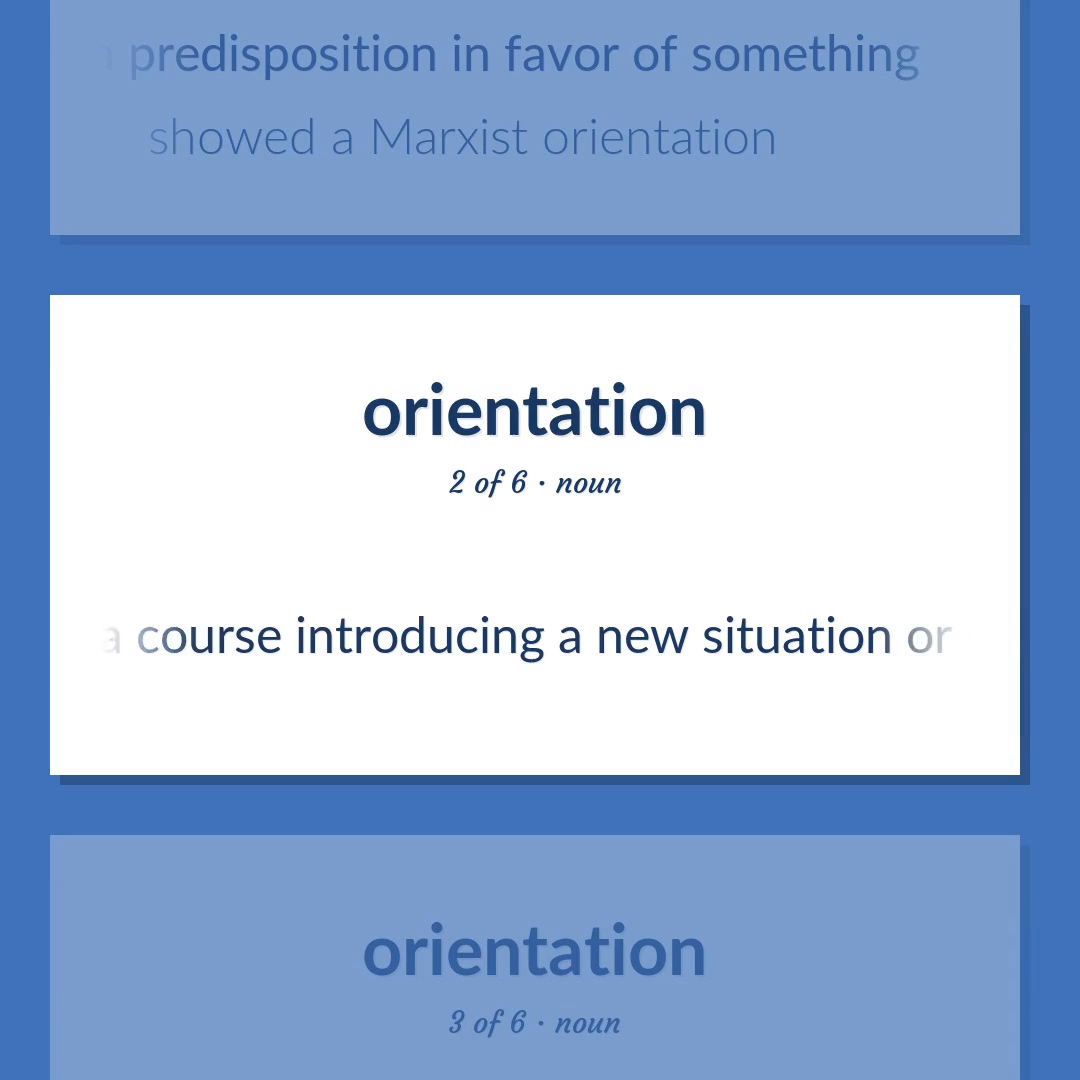 a predisposition in favor of something
showed a Marxist orientation
orientation
2 of 6 · noun
a course introducing a new situation or
orientation
3 of 6 · noun